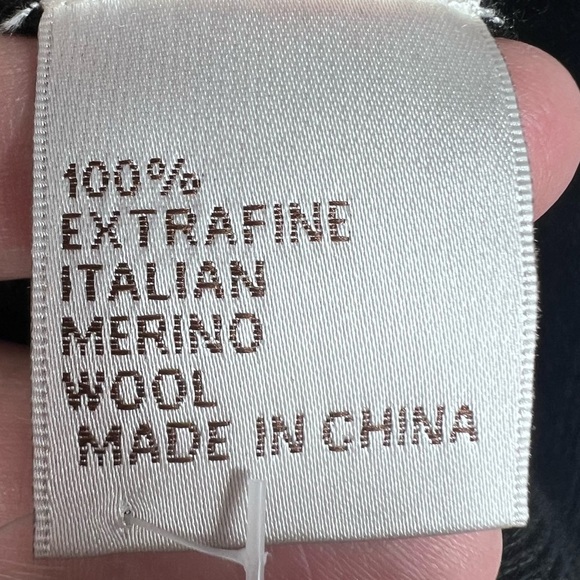 100%
EXTRAFINE
ITALIAN
MERINO
WOOL
MADE IN CHINA